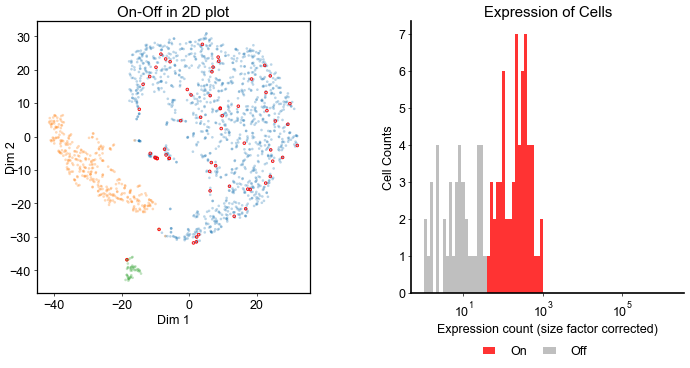 On-Off in 2D plot
Dim 2
30
20
10
0
−10
−20
−30
−40
−40
−20
0
20
Dim 1
Expression of Cells
Cell Counts
7
6
5
4
3
2
1
0
10^1
10^3
10^5
Expression count (size factor corrected)
On
Off